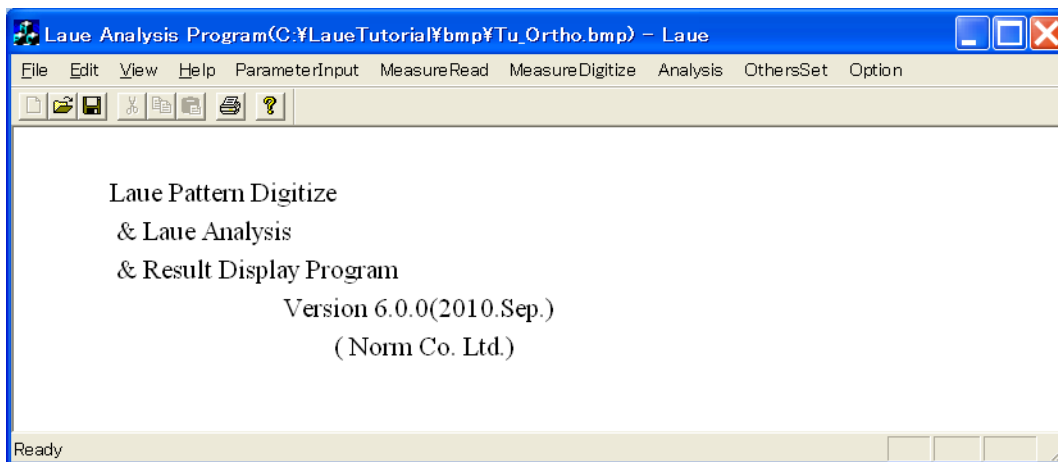 Laue Analysis Program(C:¥LaueTutorial¥bmp¥Tu_Ortho.bmp) - Laue
File Edit View Help ParameterInput MeasureRead MeasureDigitize Analysis OthersSet Option
Laue Pattern Digitize
& Laue Analysis
& Result Display Program
Version 6.0.0(2010.Sep.)
( Norm Co. Ltd.)
Ready